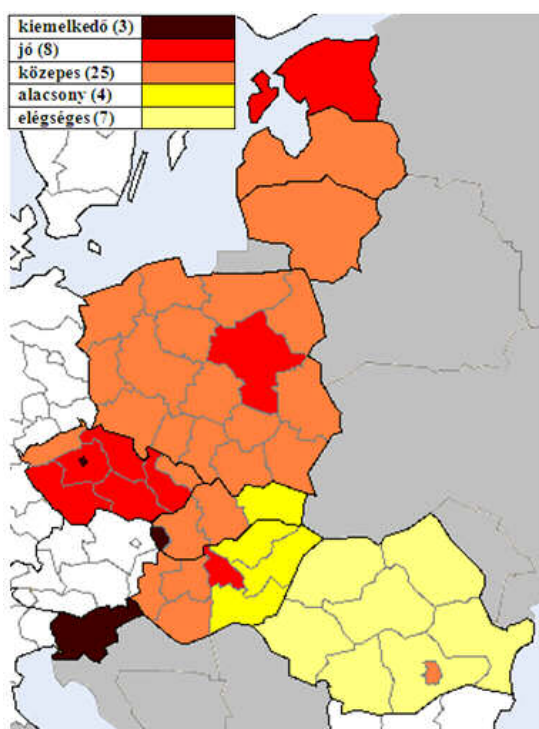 kiemelkedő (3)
jó (8)
közepes (25)
alacsony (4)
elégséges (7)